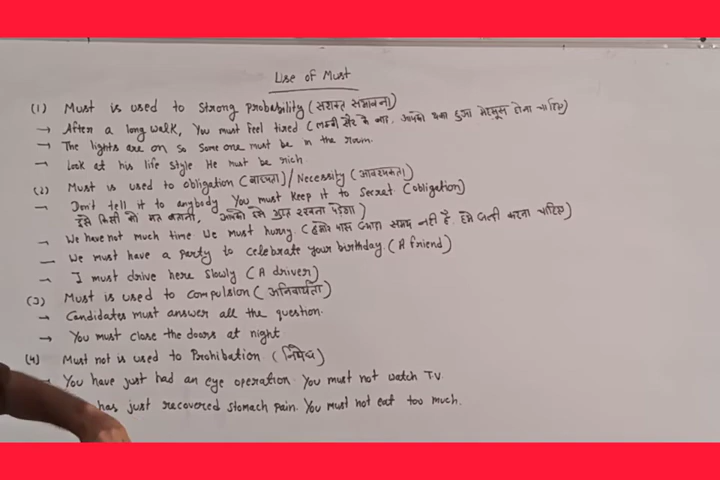 Use of Must
(1) Must is used to Strong probability (सशक्त सम्भावना)
→ After a long walk, You must feel tired (लम्बी सैर के बाद, आपको थका हुआ महसूस होना चाहिए)
→ The lights are on so Some one must be in the room.
→ Look at his life style He must be rich.
(2) Must is used to obligation (बाध्यता)/Necessity (आवश्यकता)
→ Don't tell it to anybody You must keep it to Secret (obligation)
इसे किसी को मत बताना, आपको इसे गुप्त रखना पड़ेगा)
→ We have not much time We must hurry. (हमारे पास ज्यादा समय नहीं है, हमें जल्दी करना चाहिए)
→ We must have a party to celebrate your birthday. (A friend)
→ I must drive here slowly (A driver)
(3) Must is used to compulsion (अनिवार्यता)
→ Candidates must answer all the question.
→ You must close the doors at night
(4) Must not is used to Prohibation (निषेध)
→ You have just had an eye operation. You must not watch T.V.
has just recovered stomach pain. You must not eat too much.